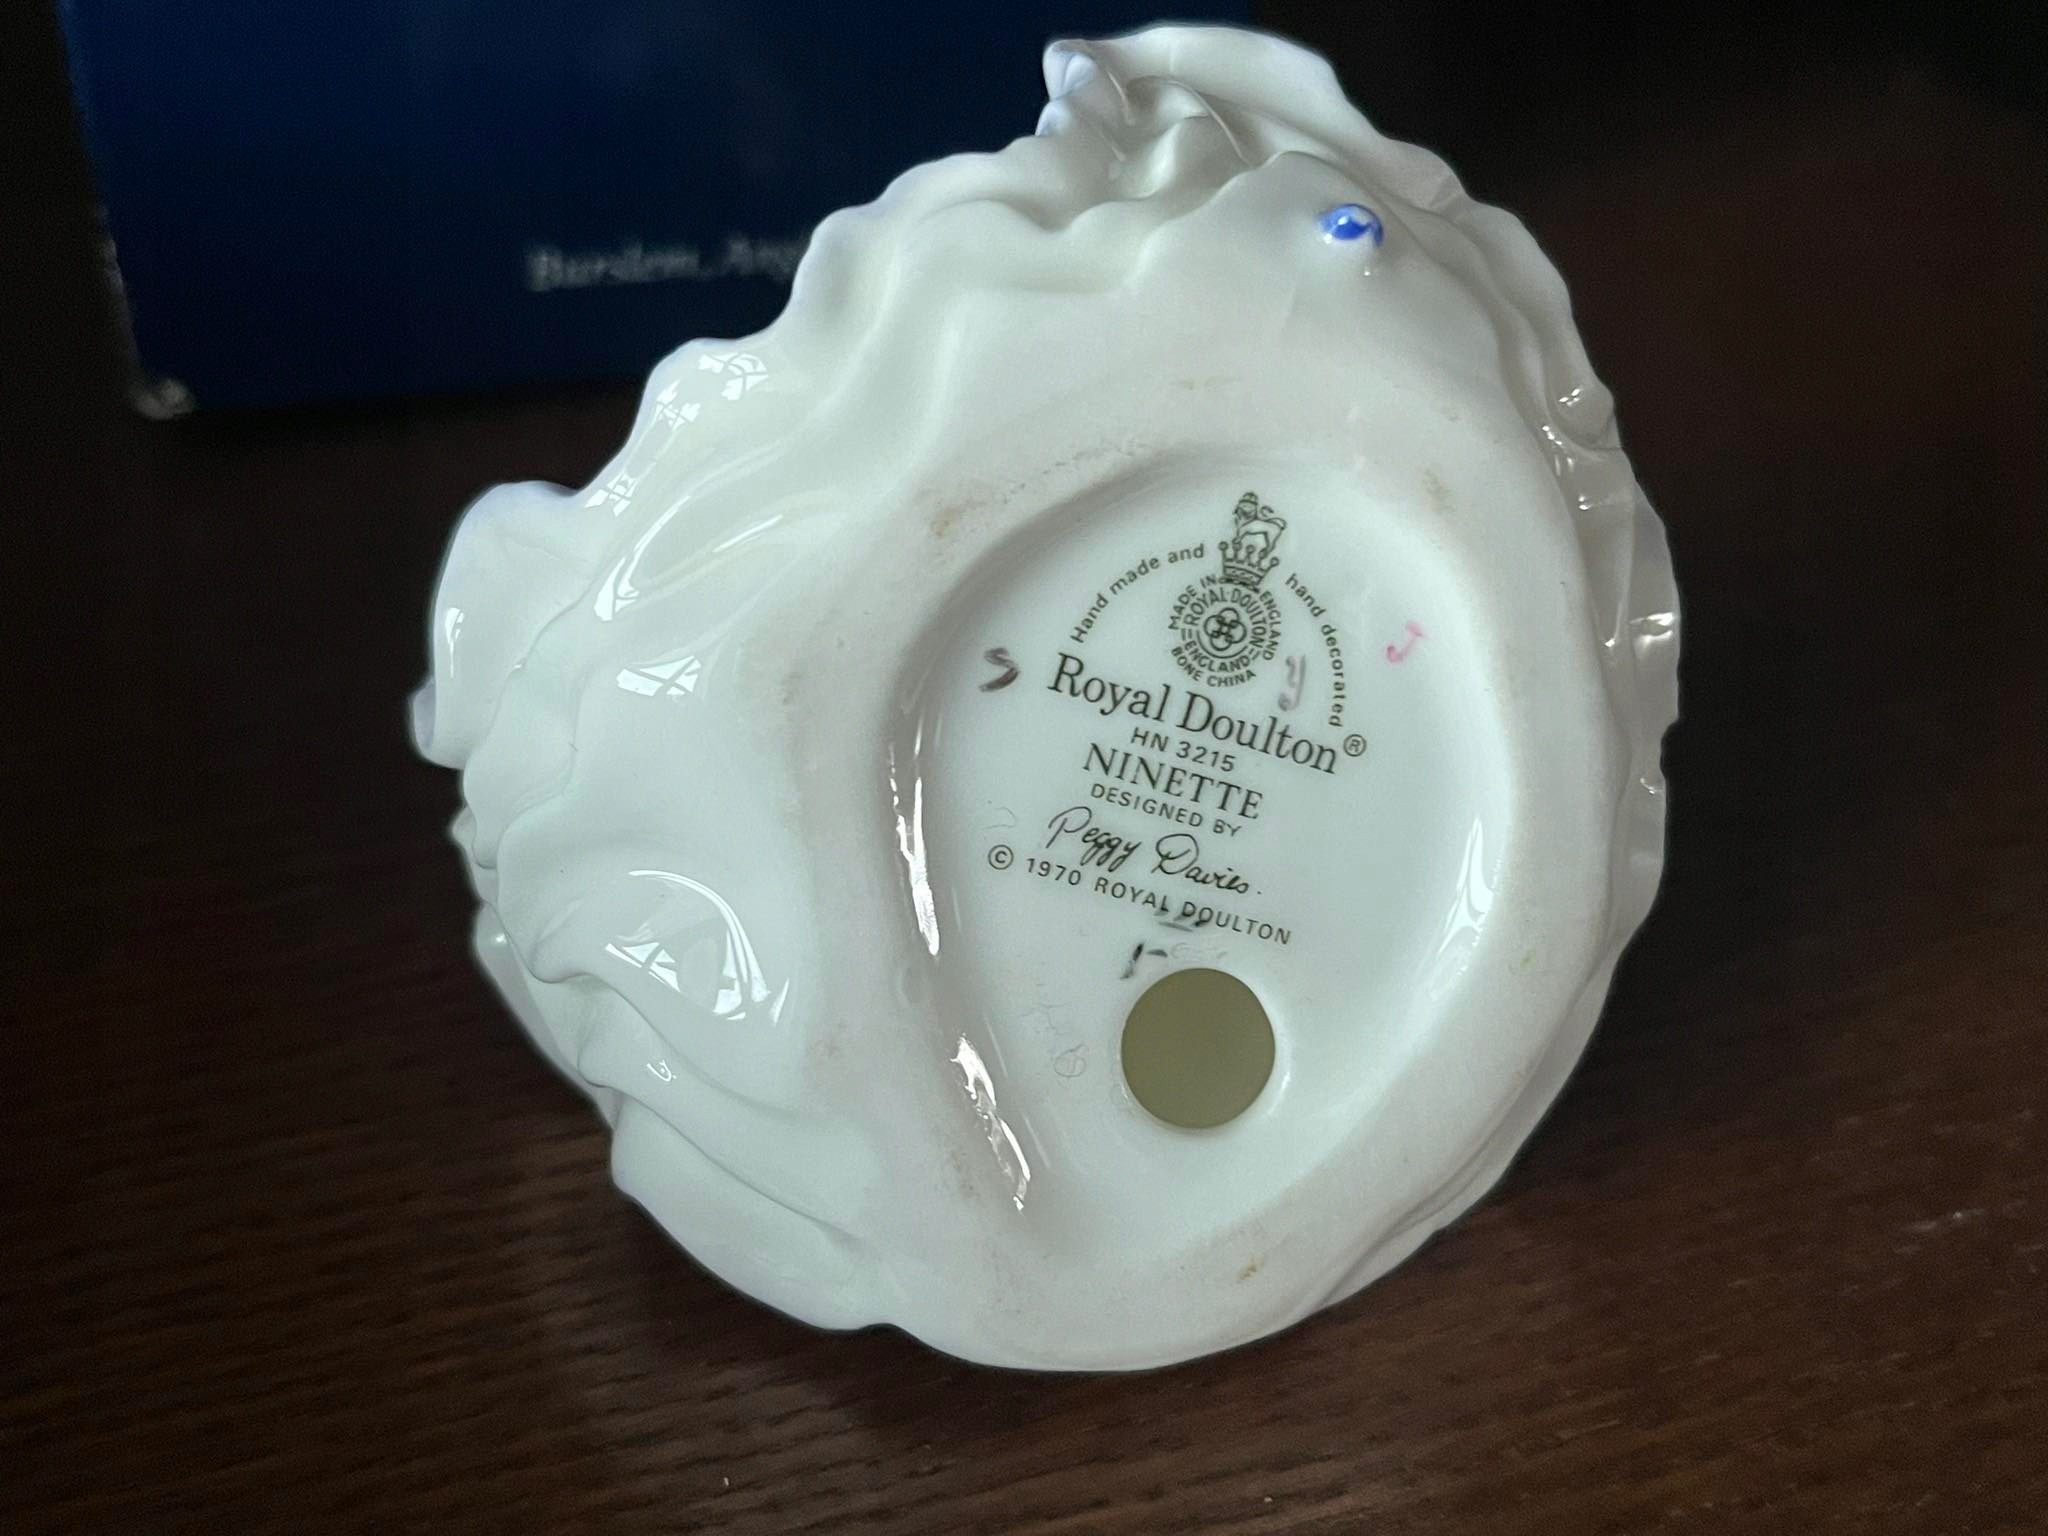 Burslem,
Hand made and hand decorated
MADE IN ENGLAND
ROYAL DOULTON
ENGLAND
BONE CHINA
S
y
J
Royal Doulton®
HN 3215
NINETTE
DESIGNED BY
Peggy Davies.
© 1970 ROYAL DOULTON